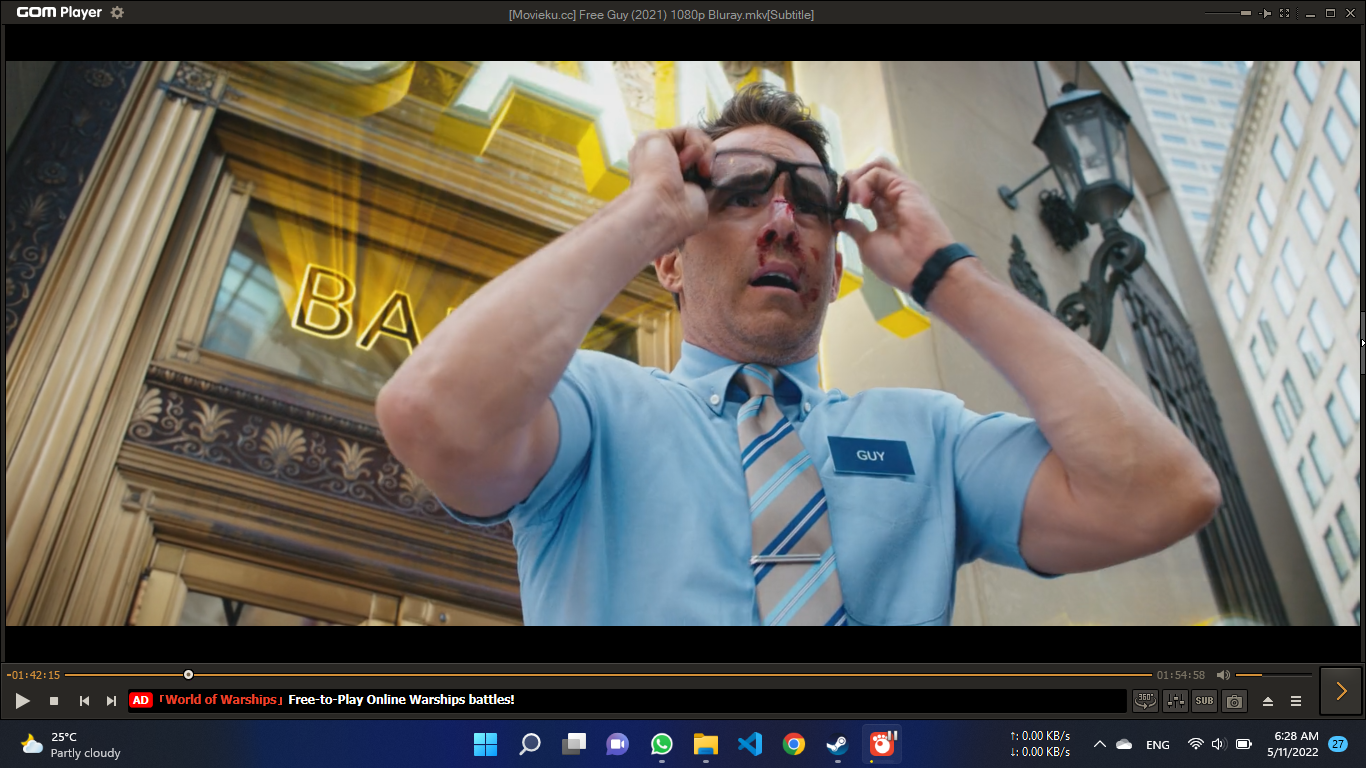 GOM Player
[Movieku.cc] Free Guy (2021) 1080p Bluray.mkv[Subtitle]
BA
GUY
-01:42:15
01:54:58
AD 「World of Warships」 Free-to-Play Online Warships battles!
360°
SUB
25°C
Partly cloudy
↑: 0.00 KB/s
↓: 0.00 KB/s
ENG
6:28 AM
5/11/2022
27